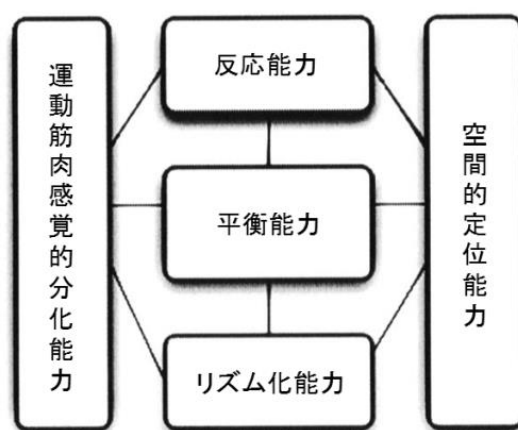 運動筋肉感覚的分化能力
反応能力
平衡能力
リズム化能力
空間的定位能力